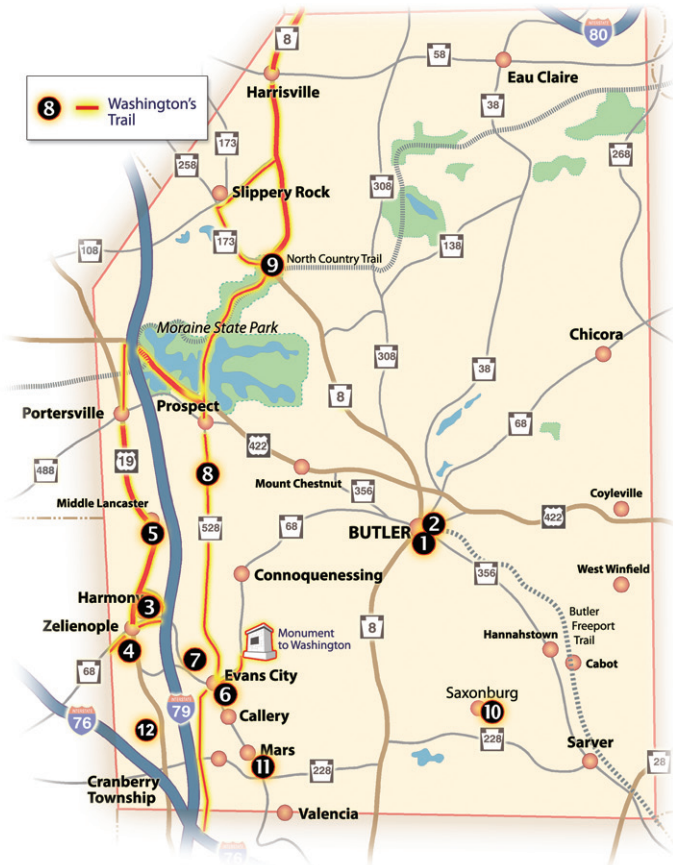 80
8
58
Eau Claire
Harrisville
8
Washington's
Trail
38
173
258
268
308
Slippery Rock
173
138
108
9
North Country Trail
Moraine State Park
Chicora
308
8
38
Portersville
Prospect
68
19
422
8
488
Mount Chestnut
356
Coyleville
Middle Lancaster
5
528
68
BUTLER
2
1
422
Connoquenessing
356
West Winfield
Harmony
3
Zelienople
4
Butler
Freeport
Trail
8
Hannahstown
Monument
to Washington
7
Cabot
68
Evans City
6
76
79
Saxonburg
10
Callery
12
228
Mars
11
Sarver
28
228
Cranberry
Township
Valencia
76